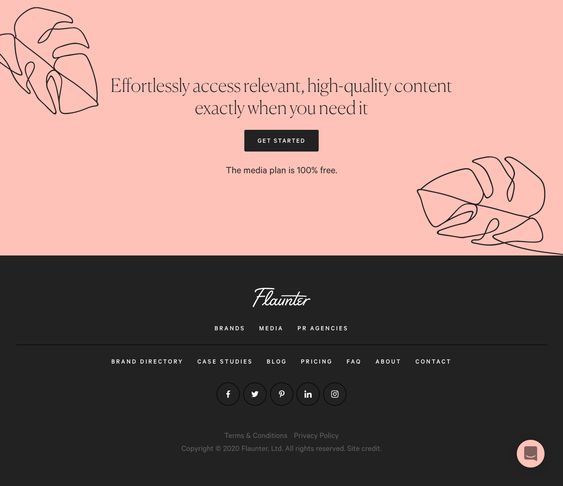 Effortlessly access relevant, high-quality content
exactly when you need it
GET STARTED
The media plan is 100% free.
Flaunter
BRANDS MEDIA PR AGENCIES
BRAND DIRECTORY CASE STUDIES BLOG PRICING FAQ ABOUT CONTACT
f in
Terms & Conditions Privacy Policy
Copyright © 2020 Flaunter. Ltd. All rights reserved. Site credit.